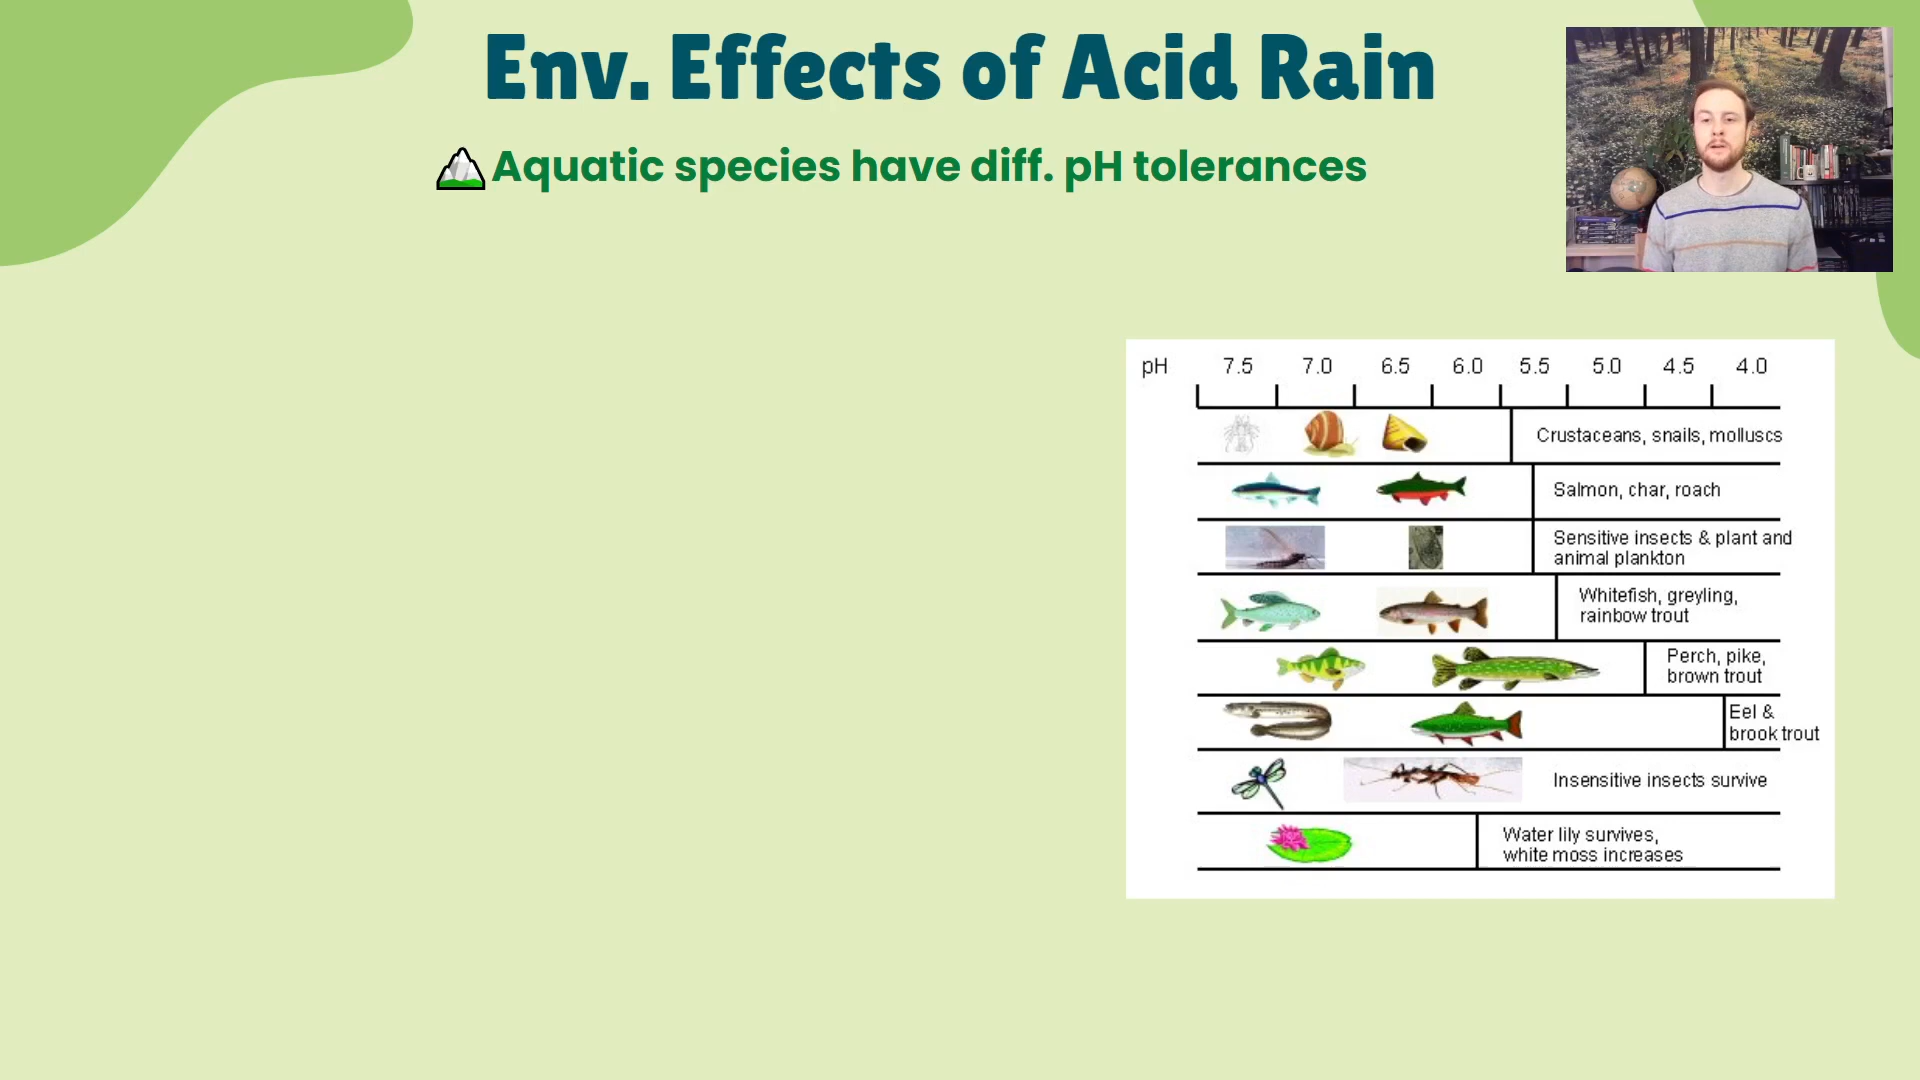 Env. Effects of Acid Rain
Aquatic species have diff. pH tolerances
pH 7.5 7.0 6.5 6.0 5.5 5.0 4.5 4.0
Crustaceans, snails, molluscs
Salmon, char, roach
Sensitive insects & plant and
animal plankton
Whitefish, greyling,
rainbow trout
Perch, pike,
brown trout
Eel &
brook trout
Insensitive insects survive
Water lily survives,
white moss increases